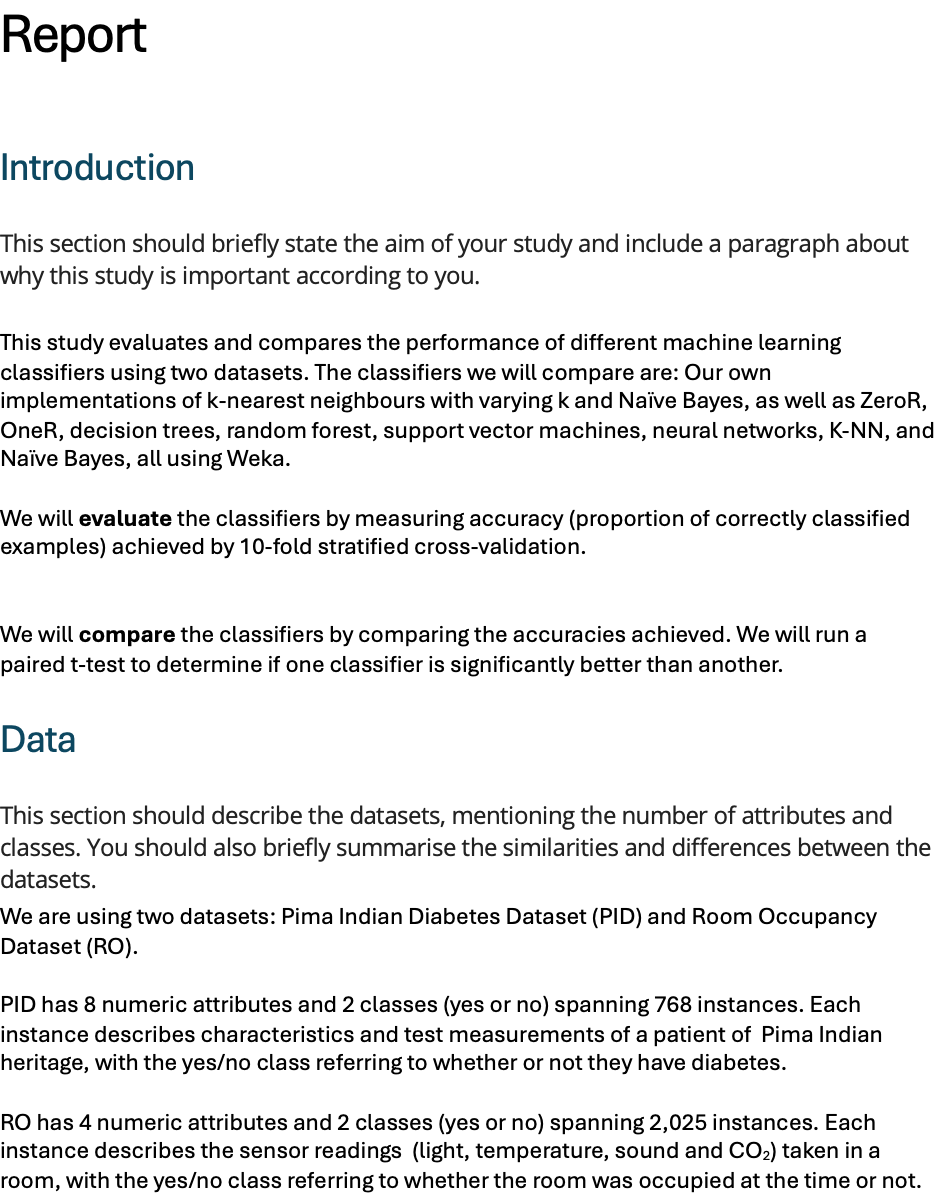 Report
Introduction
This section should briefly state the aim of your study and include a paragraph about
why this study is important according to you.
This study evaluates and compares the performance of different machine learning
classifiers using two datasets. The classifiers we will compare are: Our own
implementations of k-nearest neighbours with varying k and Naïve Bayes, as well as ZeroR,
OneR, decision trees, random forest, support vector machines, neural networks, K-NN, and
Naïve Bayes, all using Weka.
We will evaluate the classifiers by measuring accuracy (proportion of correctly classified
examples) achieved by 10-fold stratified cross-validation.
We will compare the classifiers by comparing the accuracies achieved. We will run a
paired t-test to determine if one classifier is significantly better than another.
Data
This section should describe the datasets, mentioning the number of attributes and
classes. You should also briefly summarise the similarities and differences between the
datasets.
We are using two datasets: Pima Indian Diabetes Dataset (PID) and Room Occupancy
Dataset (RO).
PID has 8 numeric attributes and 2 classes (yes or no) spanning 768 instances. Each
instance describes characteristics and test measurements of a patient of  Pima Indian
heritage, with the yes/no class referring to whether or not they have diabetes.
RO has 4 numeric attributes and 2 classes (yes or no) spanning 2,025 instances. Each
instance describes the sensor readings  (light, temperature, sound and CO₂) taken in a
room, with the yes/no class referring to whether the room was occupied at the time or not.